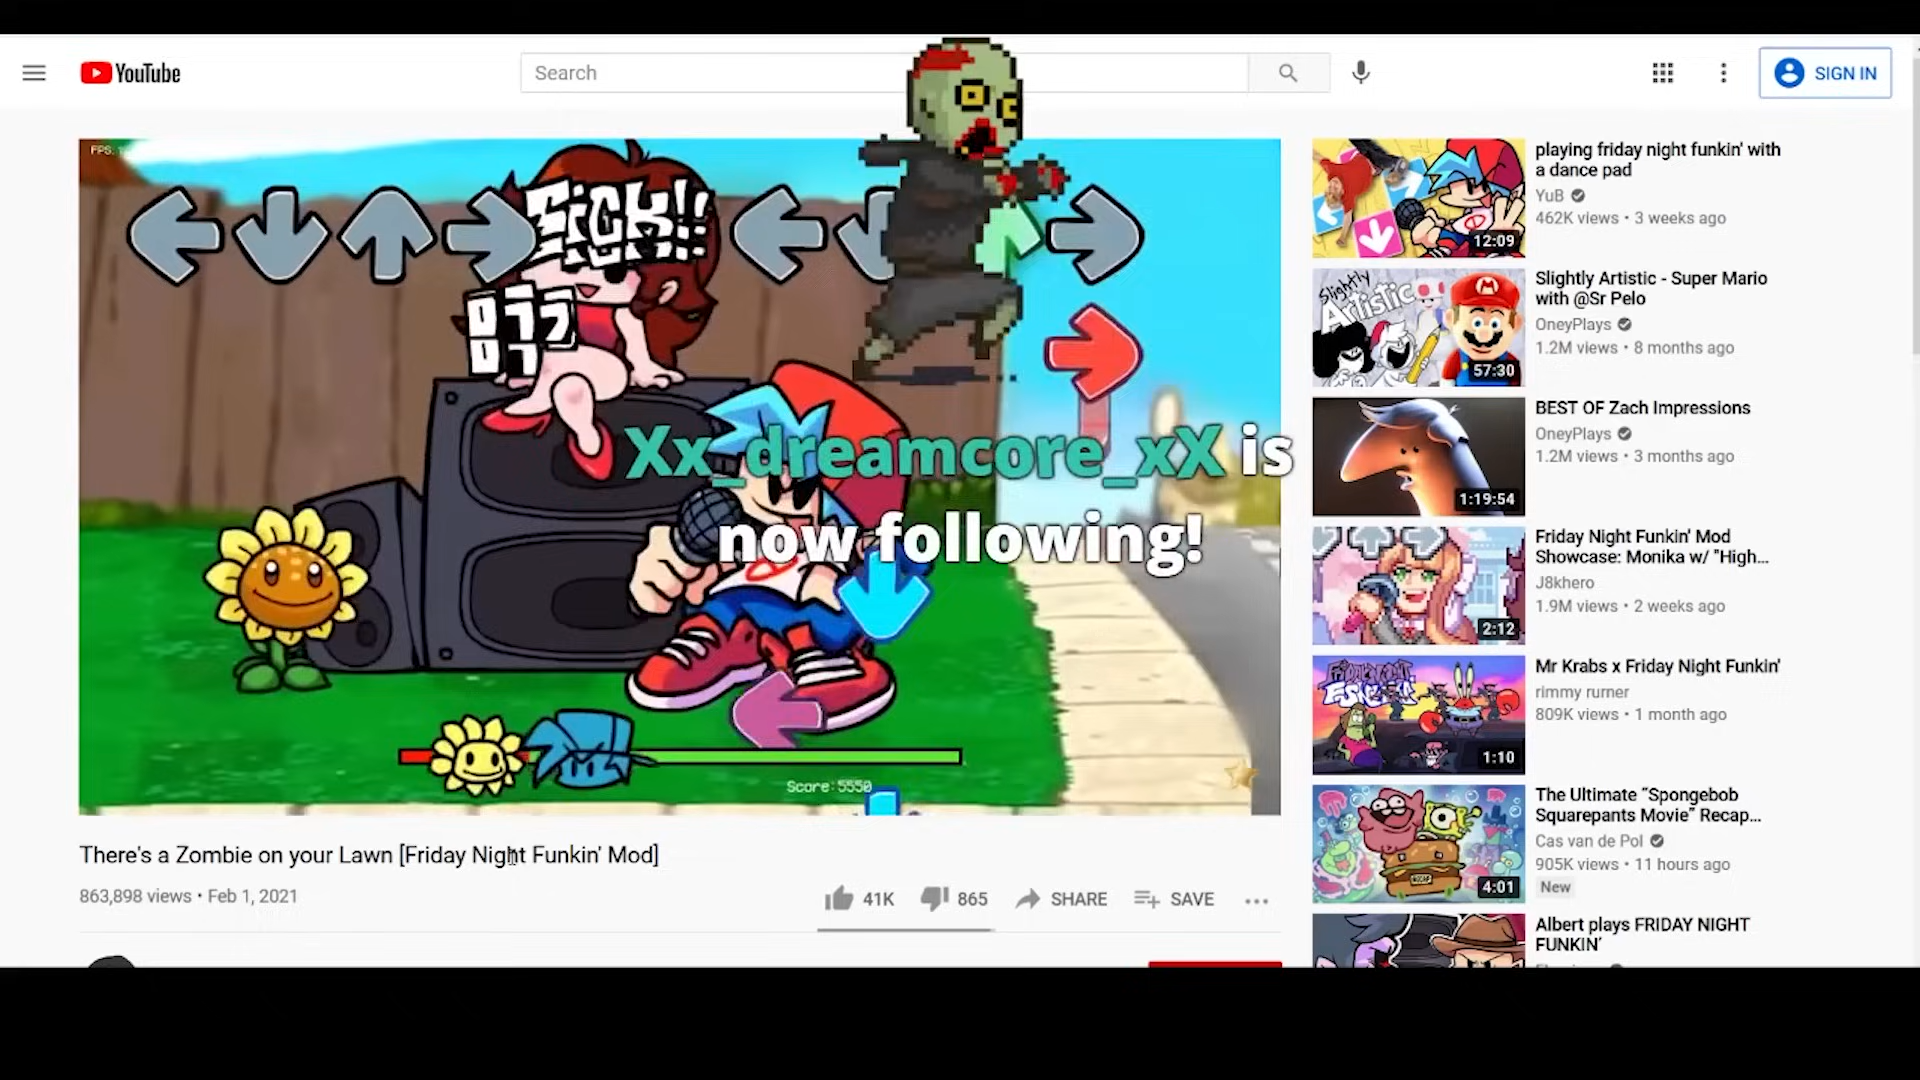 YouTube
Search
SIGN IN
FPS:
SICK!!
Xx_dreamcore_xX is
now following!
Score:5550
There's a Zombie on your Lawn [Friday Night Funkin' Mod]
863,898 views • Feb 1, 2021
41K
865
SHARE
SAVE
playing friday night funkin' with
a dance pad
YuB
462K views • 3 weeks ago
12:09
Slightly
Artistic
Slightly Artistic - Super Mario
with @Sr Pelo
OneyPlays
1.2M views • 8 months ago
57:30
BEST OF Zach Impressions
OneyPlays
1.2M views • 3 months ago
1:19:54
Friday Night Funkin' Mod
Showcase: Monika w/ "High...
J8khero
1.9M views • 2 weeks ago
2:12
Mr Krabs x Friday Night Funkin'
rimmy rurner
809K views • 1 month ago
1:10
The Ultimate “Spongebob
Squarepants Movie” Recap...
Cas van de Pol
905K views • 11 hours ago
New
4:01
Albert plays FRIDAY NIGHT
FUNKIN'